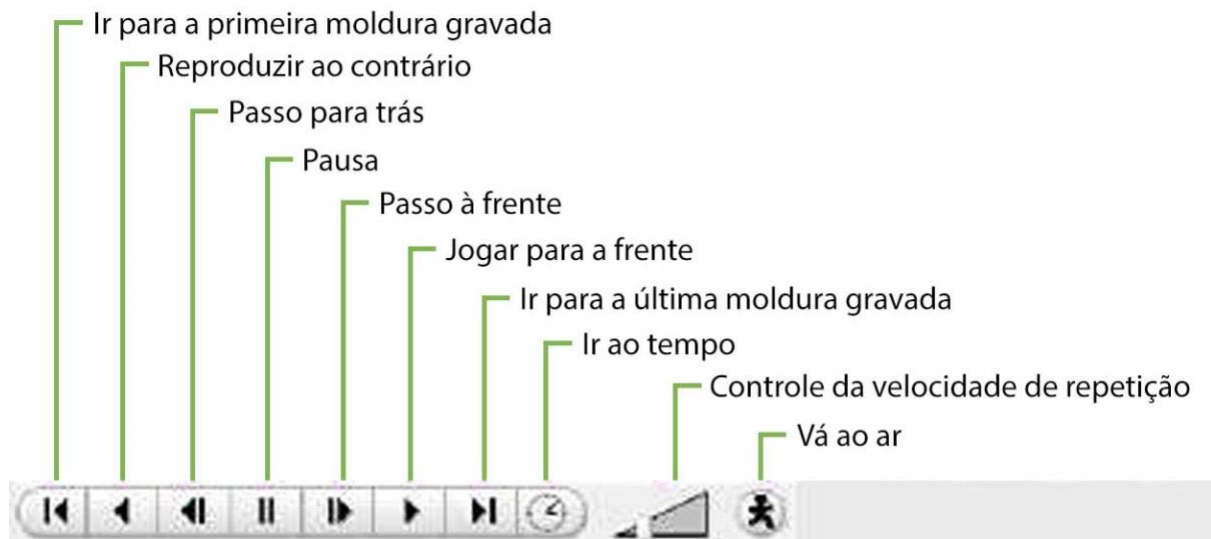 Ir para a primeira moldura gravada
Reproduzir ao contrário
Passo para trás
Pausa
Passo à frente
Jogar para a frente
Ir para a última moldura gravada
Ir ao tempo
Controle da velocidade de repetição
Vá ao ar